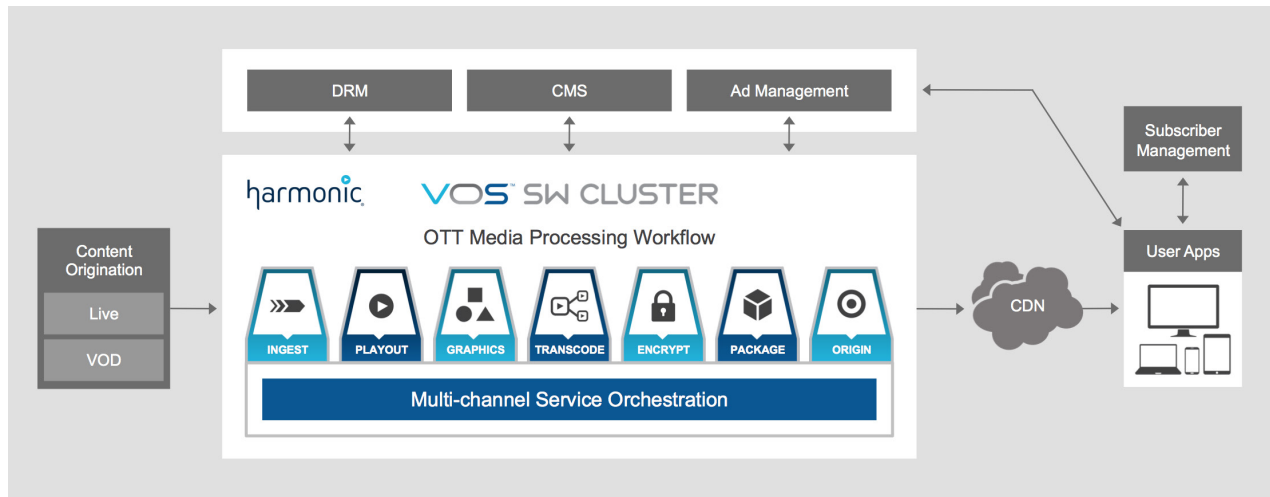 DRM
CMS
Ad Management
Subscriber
Management
harmonic
VOS™ SW CLUSTER
OTT Media Processing Workflow
Content
Origination
Live
VOD
User Apps
CDN
INGEST
PLAYOUT
GRAPHICS
TRANSCODE
ENCRYPT
PACKAGE
ORIGIN
Multi-channel Service Orchestration